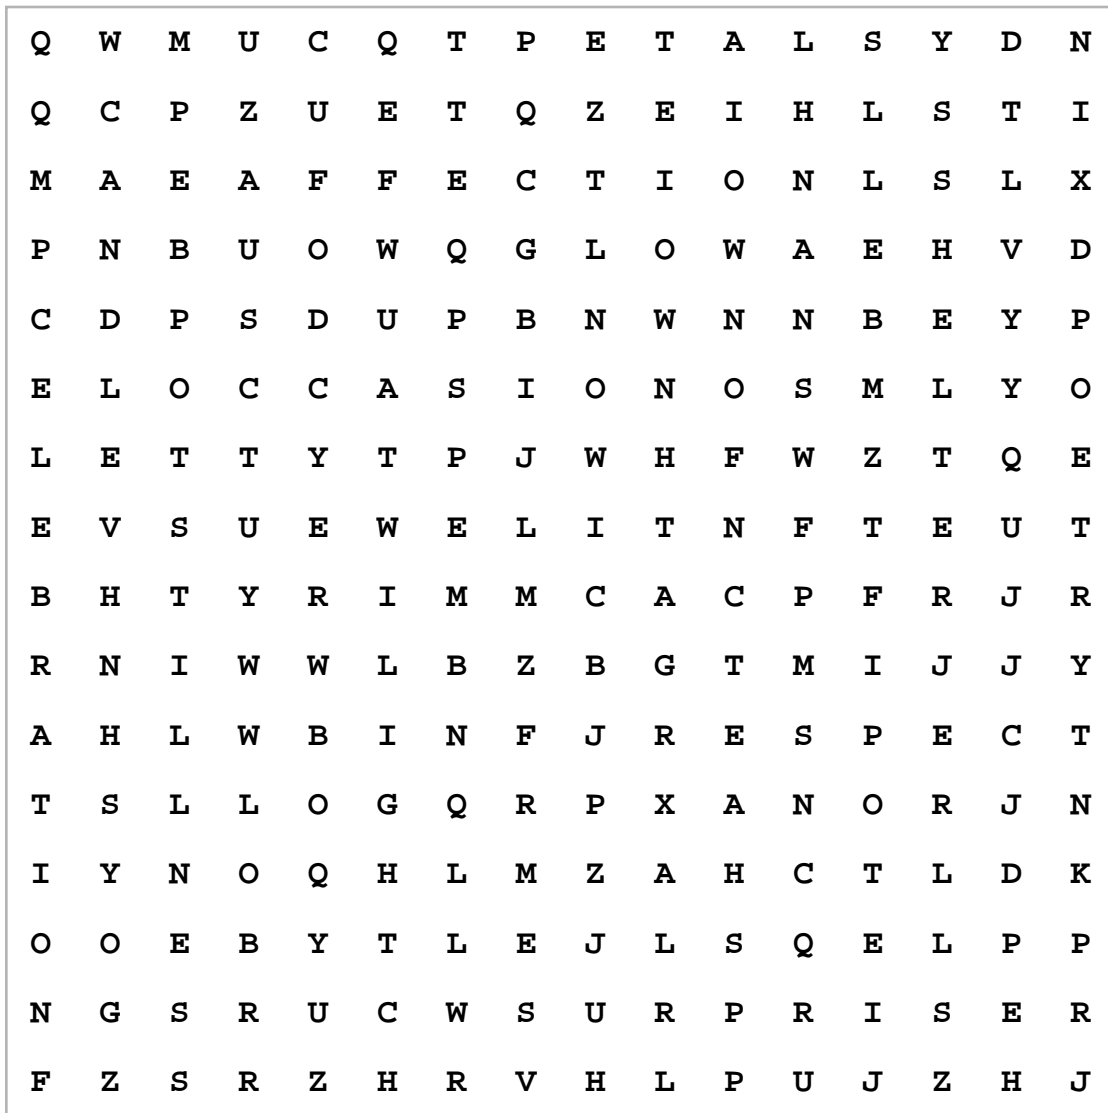 Q W M U C Q T P E T A L S Y D N
Q C P Z U E T Q Z E I H L S T I
M A E A F F E C T I O N L S L X
P N B U O W Q G L O W A E H V D
C D P S D U P B N W N N B E Y P
E L O C C A S I O N O S M L Y O
L E T T Y T P J W H F W Z T Q E
E V S U E W E L I T N F T E U T
B H T Y R I M M C A C P F R J R
R N I W W L B Z B G T M I J J Y
A H L W B I N F J R E S P E C T
T S L L O G Q R P X A N O R J N
I Y N O Q H L M Z A H C T L D K
O O E B Y T L E J L S Q E L P P
N G S R U C W S U R P R I S E R
F Z S R Z H R V H L P U J Z H J